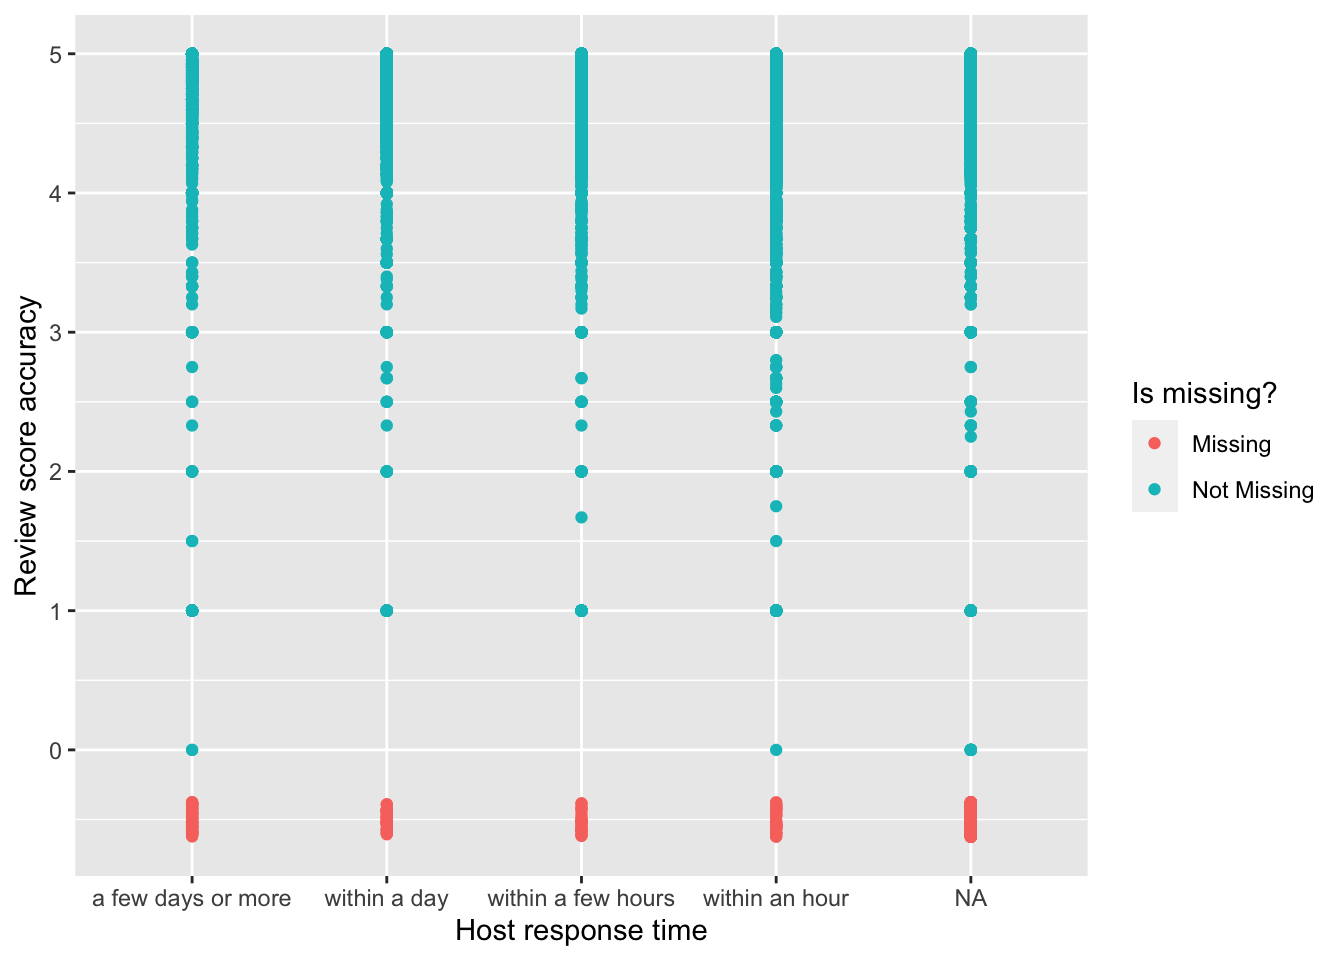 5
4
3
2
1
0
Review score accuracy
a few days or more
within a day
within a few hours
within an hour
NA
Host response time
Is missing?
Missing
Not Missing